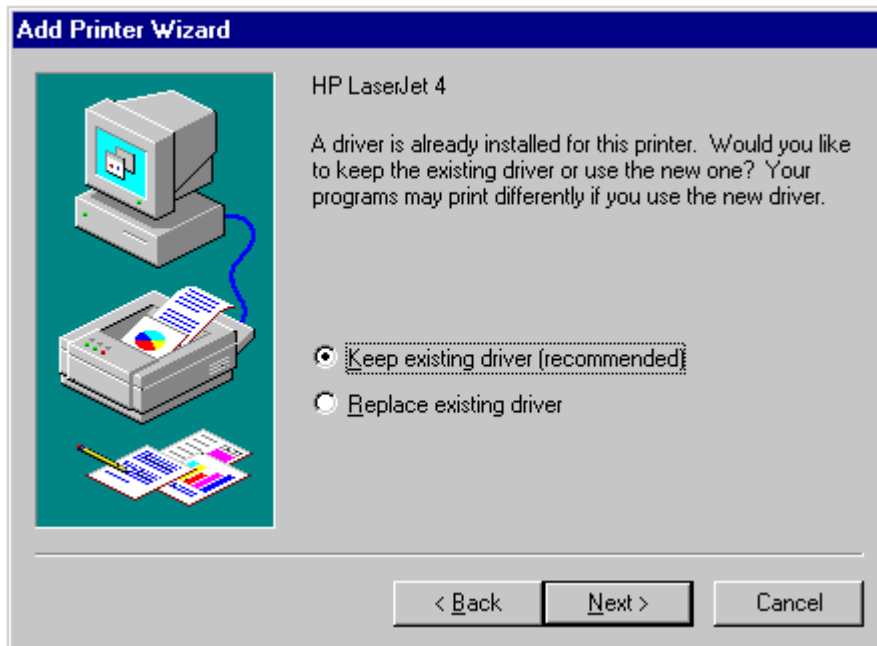 Add Printer Wizard
HP LaserJet 4
A driver is already installed for this printer.  Would you like
to keep the existing driver or use the new one?  Your
programs may print differently if you use the new driver.
Keep existing driver (recommended)
Replace existing driver
< Back
Next >
Cancel